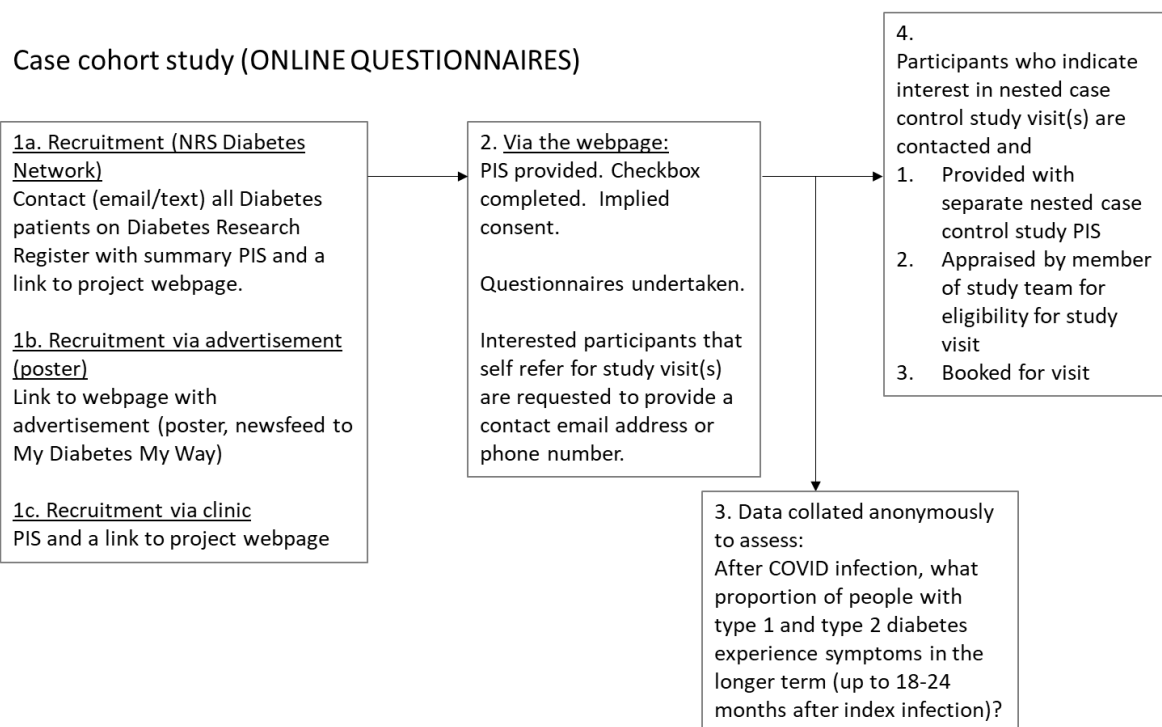 Case cohort study (ONLINE QUESTIONNAIRES)
1a. Recruitment (NRS Diabetes
Network)
Contact (email/text) all Diabetes
patients on Diabetes Research
Register with summary PIS and a
link to project webpage.
1b. Recruitment via advertisement
(poster)
Link to webpage with
advertisement (poster, newsfeed to
My Diabetes My Way)
1c. Recruitment via clinic
PIS and a link to project webpage
2. Via the webpage:
PIS provided. Checkbox
completed.  Implied
consent.
Questionnaires undertaken.
Interested participants that
self refer for study visit(s)
are requested to provide a
contact email address or
phone number.
3. Data collated anonymously
to assess:
After COVID infection, what
proportion of people with
type 1 and type 2 diabetes
experience symptoms in the
longer term (up to 18-24
months after index infection)?
4.
Participants who indicate
interest in nested case
control study visit(s) are
contacted and
1. Provided with
separate nested case
control study PIS
2. Appraised by member
of study team for
eligibility for study
visit
3. Booked for visit